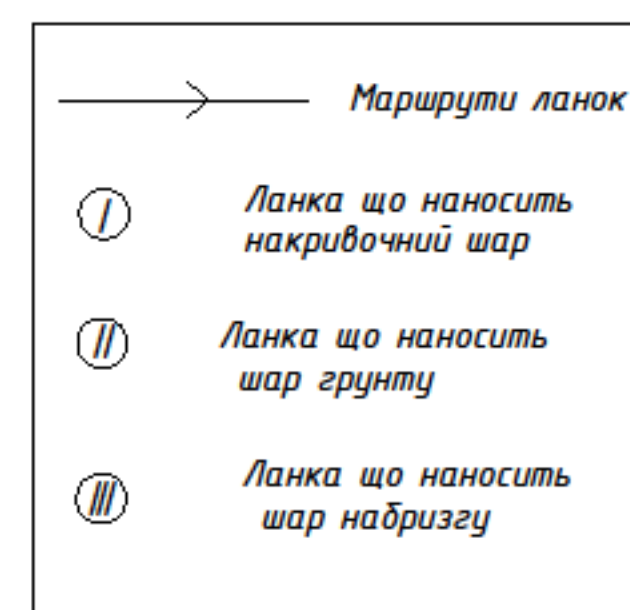 Маршрути ланок
I
Ланка що наносить
накривочний шар
II
Ланка що наносить
шар грунту
III
Ланка що наносить
шар набризгу